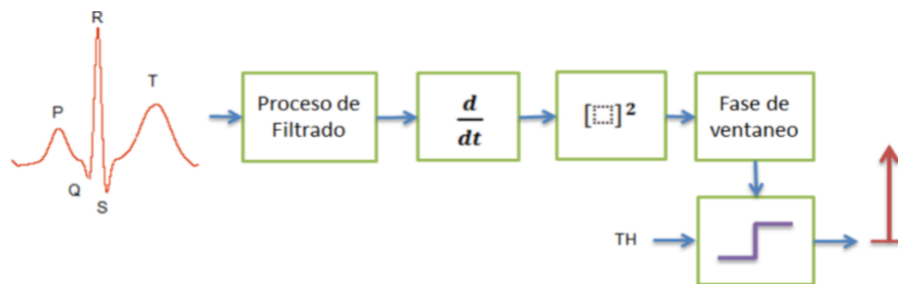 R
P
T
Q
S
Proceso de
Filtrado
d
dt
[⬚]²
Fase de
ventaneo
TH